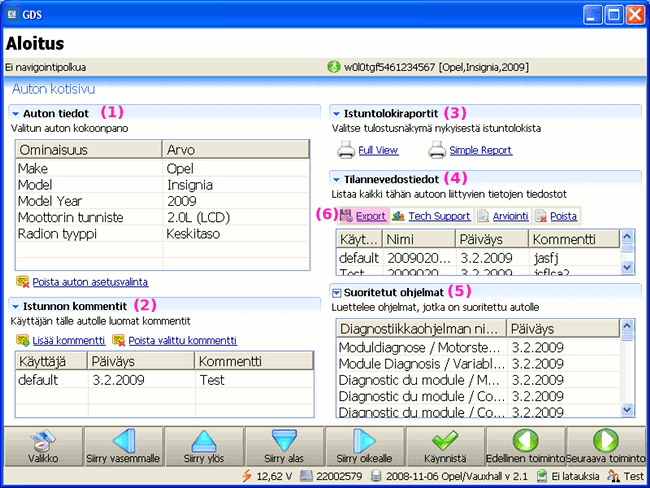 GDS
Aloitus
Ei navigointipolkua
w0l0tgf5461234567 [Opel,Insignia,2009]
Auton kotisivu
Auton tiedot (1)
Valitun auton kokoonpano
Ominaisuus Arvo
Make Opel
Model Insignia
Model Year 2009
Moottorin tunniste 2.0L (LCD)
Radion tyyppi Keskitaso
Poista auton asetusvalinta
Istunnon kommentit (2)
Käyttäjän tälle autolle luomat kommentit
Lisää kommentti Poista valittu kommentti
Käyttäjä Päiväys Kommentti
default 3.2.2009 Test
Istuntolokiraportit (3)
Valitse tulostusnäkymä nykyisestä istuntolokista
Full View Simple Report
Tilannevedostiedot (4)
Listaa kaikki tähän autoon liittyvien tietojen tiedostot
(6) Export Tech Support Arviointi Poista
Käyt... Nimi Päiväys Kommentti
default 2009020... 3.2.2009 jasfj
Test 2009020... 3.2.2009
Suoritetut ohjelmat (5)
Luettelee ohjelmat, jotka on suoritettu autolle
Diagnostiikkaohjelman ni... Päiväys
Moduldiagnose / Motorste... 3.2.2009
Module Diagnosis / Variabl... 3.2.2009
Diagnostic du module / M... 3.2.2009
Diagnostic du module / Co... 3.2.2009
Diagnostic du module / Co... 3.2.2009
Valikko Siirry vasemmalle Siirry ylös Siirry alas Siirry oikealle Käynnistä Edellinen toiminto Seuraava toiminto
12,62 V 22002579 2008-11-06 Opel/Vauxhall v 2.1 Ei latauksia Test